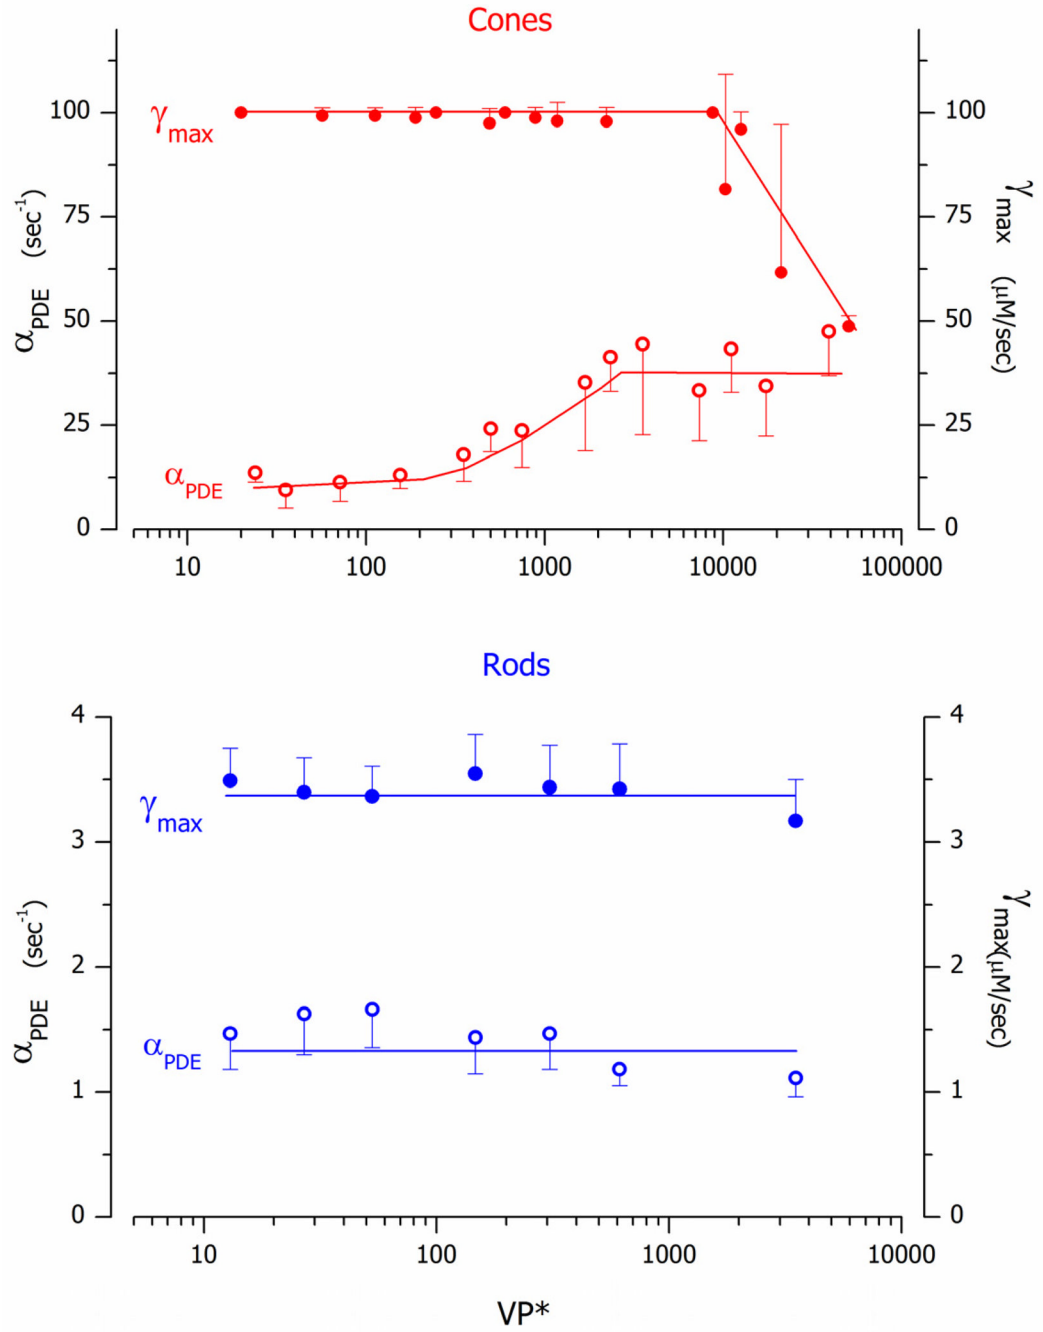 Cones
γmax
αPDE
αPDE (sec⁻¹)
100
75
50
25
0
100
75
50
25
0
γmax (μM/sec)
10 100 1000 10000 100000
Rods
γmax
αPDE
αPDE (sec⁻¹)
4
3
2
1
0
4
3
2
1
0
γmax(μM/sec)
10 100 1000 10000
VP*